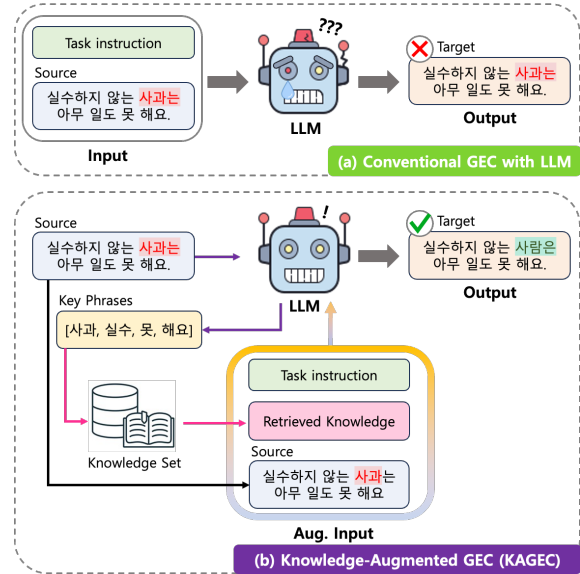 Task instruction
Source
실수하지 않는 사과는
아무 일도 못 해요.
Input
???
LLM
Target
실수하지 않는 사과는
아무 일도 못 해요.
Output
(a) Conventional GEC with LLM
Source
실수하지 않는 사과는
아무 일도 못 해요.
!
LLM
Target
실수하지 않는 사람은
아무 일도 못 해요.
Output
Key Phrases
[사과, 실수, 못, 해요]
Knowledge Set
Task instruction
Retrieved Knowledge
Source
실수하지 않는 사과는
아무 일도 못 해요
Aug. Input
(b) Knowledge-Augmented GEC (KAGEC)